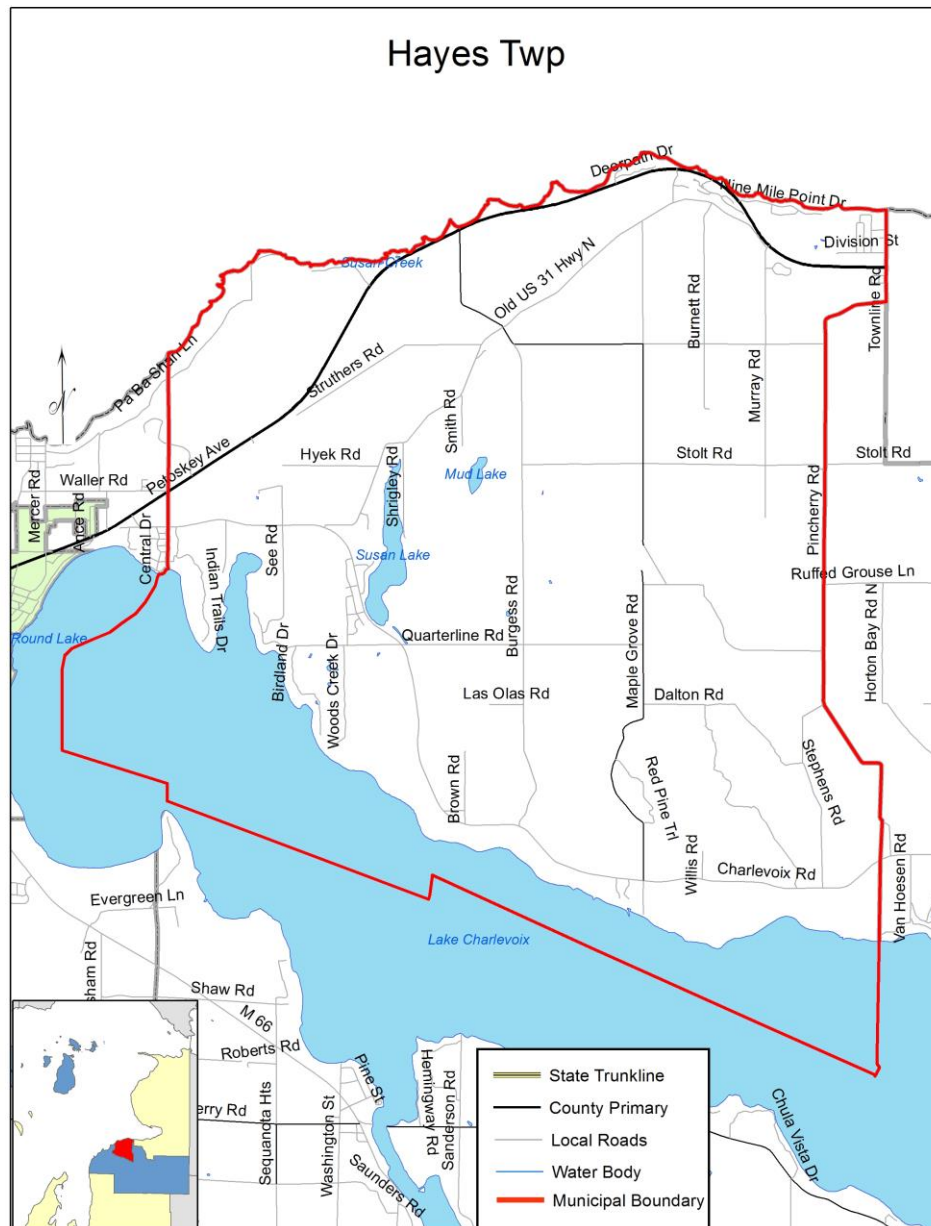 Hayes Twp
Deerpath Dr
Nine Mile Point Dr
Division St
Susan Creek
Old US 31 Hwy N
Burnett Rd
Townline Rd
Pa Ba Shan Ln
Struthers Rd
Murray Rd
Smith Rd
Petoskey Ave
Hyek Rd
Shrigley Rd
Mud Lake
Stolt Rd
Stolt Rd
Waller Rd
Mercer Rd
Ance Rd
Central Dr
Pincherry Rd
Indian Trails Dr
See Rd
Susan Lake
Ruffed Grouse Ln
Round Lake
Burgess Rd
Quarterline Rd
Maple Grove Rd
Horton Bay Rd N
Birdland Dr
Woods Creek Dr
Las Olas Rd
Dalton Rd
Stephens Rd
Brown Rd
Red Pine Trl
Willis Rd
Charlevoix Rd
Van Hoesen Rd
Evergreen Ln
Lake Charlevoix
sham Rd
Shaw Rd
M 66
Roberts Rd
Pine St
Hemingway Rd
Sanderson Rd
erry Rd
Sequanota Hts
Washington St
Saunders Rd
Chula Vista Dr
State Trunkline
County Primary
Local Roads
Water Body
Municipal Boundary